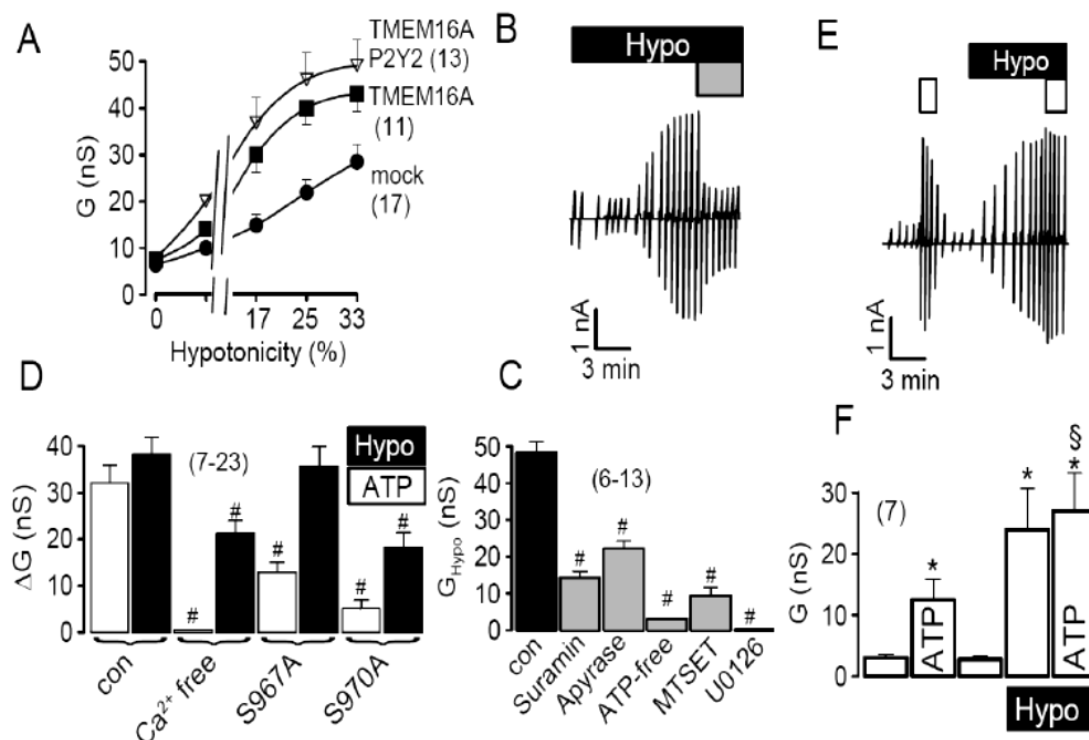 A
TMEM16A
P2Y2 (13)
TMEM16A
(11)
mock
(17)
G (nS)
50
40
30
20
10
0
0 17 25 33
Hypotonicity (%)
B
Hypo
1 nA
3 min
E
Hypo
1 nA
3 min
D
Hypo
ATP
(7-23)
ΔG (nS)
40
30
20
10
0
# # # # #
con
Ca2+ free
S967A
S970A
C
GHypo (nS)
50
40
30
20
10
0
(6-13)
# # # # #
con
Suramin
Apyrase
ATP-free
MTSET
U0126
F
G (nS)
30
20
10
0
(7)
*
*
§
*
ATP
ATP
Hypo